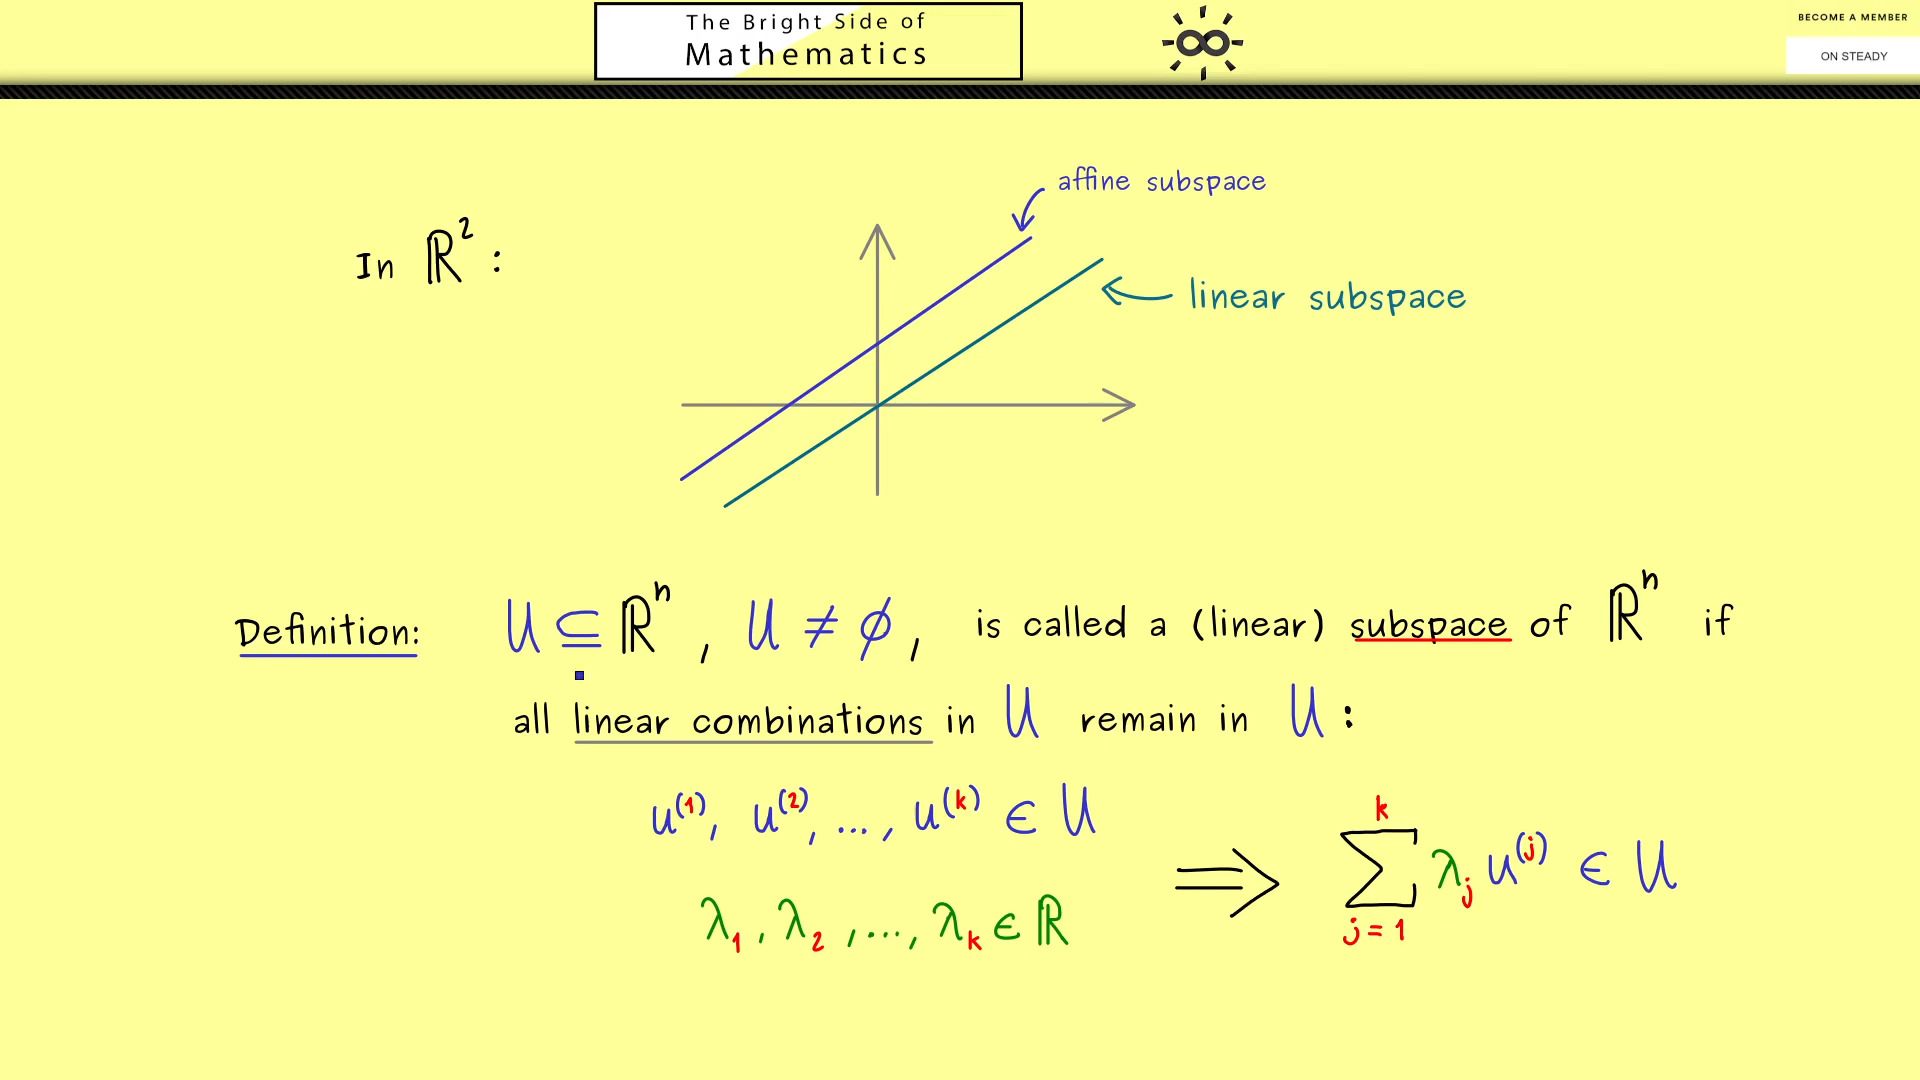 The Bright Side of
Mathematics
BECOME A MEMBER
ON STEADY
affine subspace
In ℝ²:
linear subspace
Definition: U ⊆ ℝⁿ, U ≠ ∅, is called a (linear) subspace of ℝⁿ if
all linear combinations in U remain in U:
u⁽¹⁾, u⁽²⁾, ..., u⁽ᵏ⁾ ∈ U
λ₁, λ₂, ..., λₖ ∈ ℝ
⟹ ∑_{j=1}^{k} λ_j u^{(j)} ∈ U